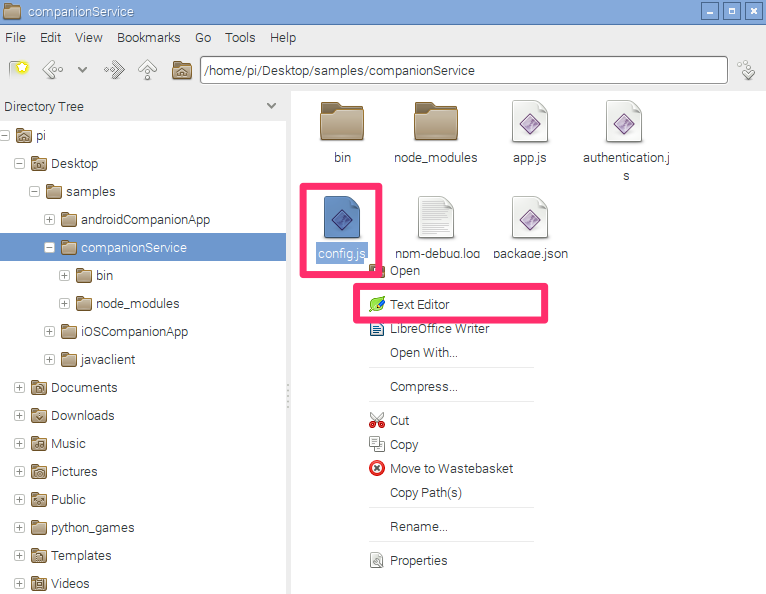 companionService
File Edit View Bookmarks Go Tools Help
/home/pi/Desktop/samples/companionService
Directory Tree
pi
Desktop
samples
androidCompanionApp
companionService
bin
node_modules
iOSCompanionApp
javaclient
Documents
Downloads
Music
Pictures
Public
python_games
Templates
Videos
bin
node_modules
app.js
authentication.j
s
config.js
npm-debug.log
package.json
Open
Text Editor
LibreOffice Writer
Open With...
Compress...
Cut
Copy
Move to Wastebasket
Copy Path(s)
Rename...
Properties